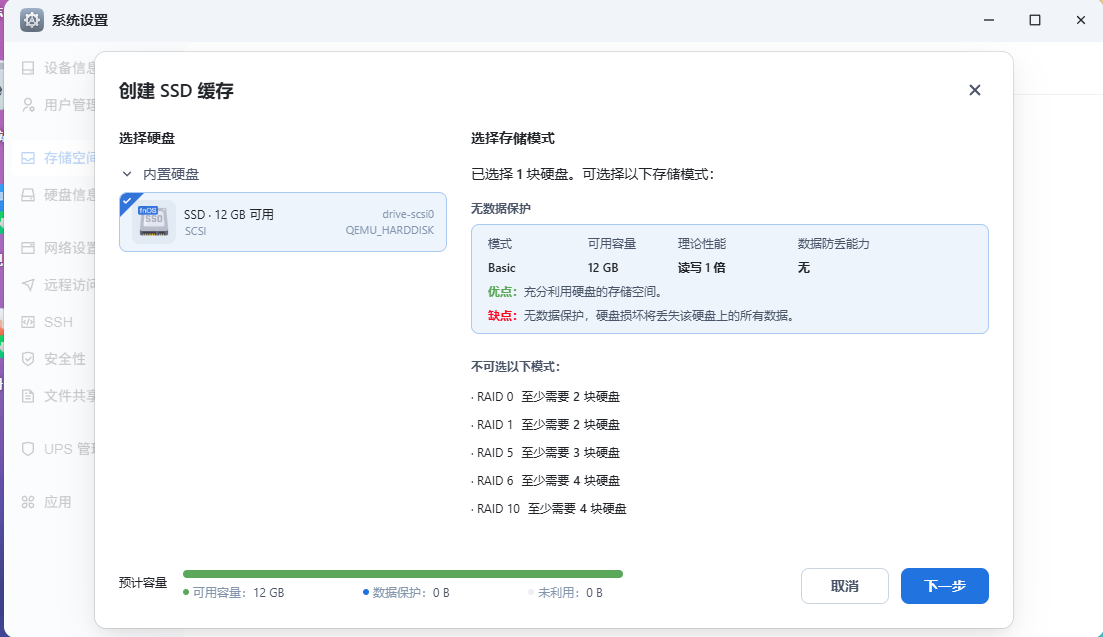 系统设置
设备信息
用户管理
存储空间
硬盘信息
网络设置
远程访问
SSH
安全性
文件共享
UPS 管理
应用
创建 SSD 缓存
选择硬盘
内置硬盘
fnOS
SSD
SSD · 12 GB 可用
drive-scsi0
SCSI
QEMU_HARDDISK
选择存储模式
已选择 1 块硬盘。可选择以下存储模式：
无数据保护
模式 可用容量 理论性能 数据防丢能力
Basic 12 GB 读写 1 倍 无
优点： 充分利用硬盘的存储空间。
缺点： 无数据保护，硬盘损坏将丢失该硬盘上的所有数据。
不可选以下模式：
· RAID 0 至少需要 2 块硬盘
· RAID 1 至少需要 2 块硬盘
· RAID 5 至少需要 3 块硬盘
· RAID 6 至少需要 4 块硬盘
· RAID 10 至少需要 4 块硬盘
预计容量
可用容量： 12 GB 数据保护： 0 B 未利用： 0 B
取消
下一步